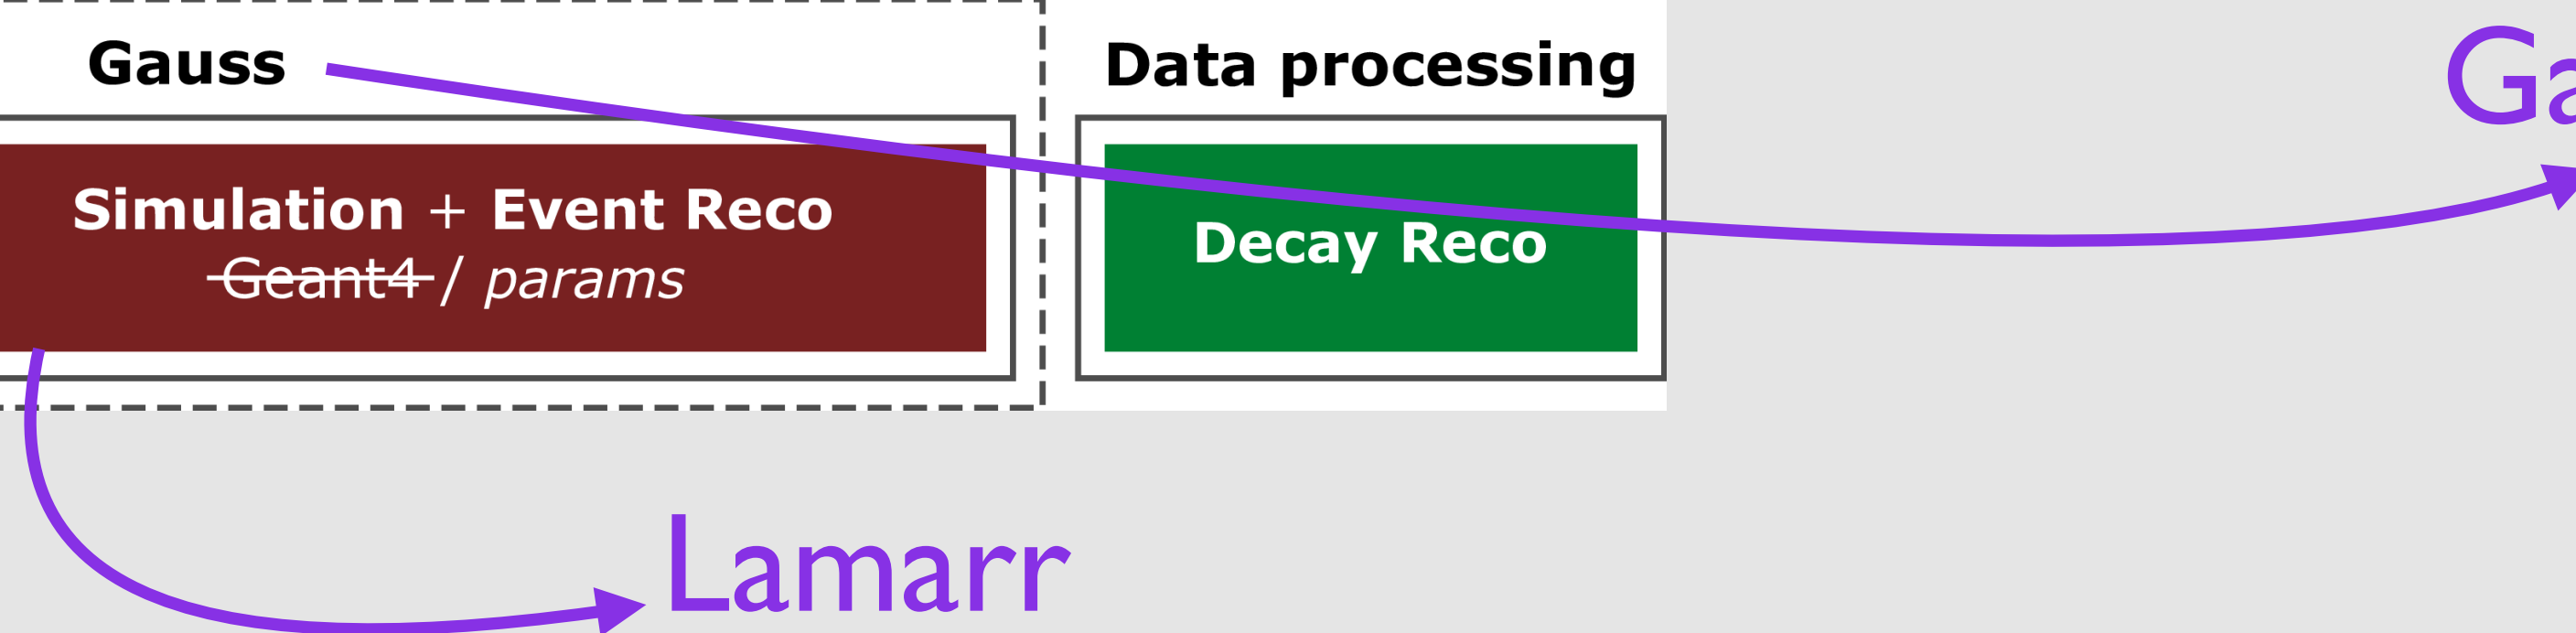 Gauss
Data processing
Simulation + Event Reco
Geant4 / params
Decay Reco
Lamarr